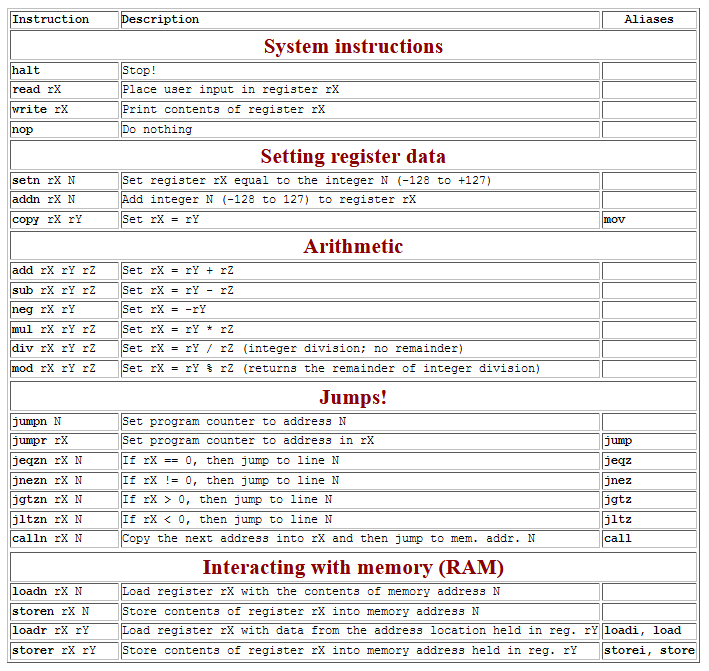 Instruction Description Aliases
System instructions
halt Stop!
read rX Place user input in register rX
write rX Print contents of register rX
nop Do nothing
Setting register data
setn rX N Set register rX equal to the integer N (-128 to +127)
addn rX N Add integer N (-128 to 127) to register rX
copy rX rY Set rX = rY mov
Arithmetic
add rX rY rZ Set rX = rY + rZ
sub rX rY rZ Set rX = rY - rZ
neg rX rY Set rX = -rY
mul rX rY rZ Set rX = rY * rZ
div rX rY rZ Set rX = rY / rZ (integer division; no remainder)
mod rX rY rZ Set rX = rY % rZ (returns the remainder of integer division)
Jumps!
jumpn N Set program counter to address N
jumpr rX Set program counter to address in rX jump
jeqzn rX N If rX == 0, then jump to line N jeqz
jnezn rX N If rX != 0, then jump to line N jnez
jgtzn rX N If rX > 0, then jump to line N jgtz
jltzn rX N If rX < 0, then jump to line N jltz
calln rX N Copy the next address into rX and then jump to mem. addr. N call
Interacting with memory (RAM)
loadn rX N Load register rX with the contents of memory address N
storen rX N Store contents of register rX into memory address N
loadr rX rY Load register rX with data from the address location held in reg. rY loadi, load
storer rX rY Store contents of register rX into memory address held in reg. rY storei, store